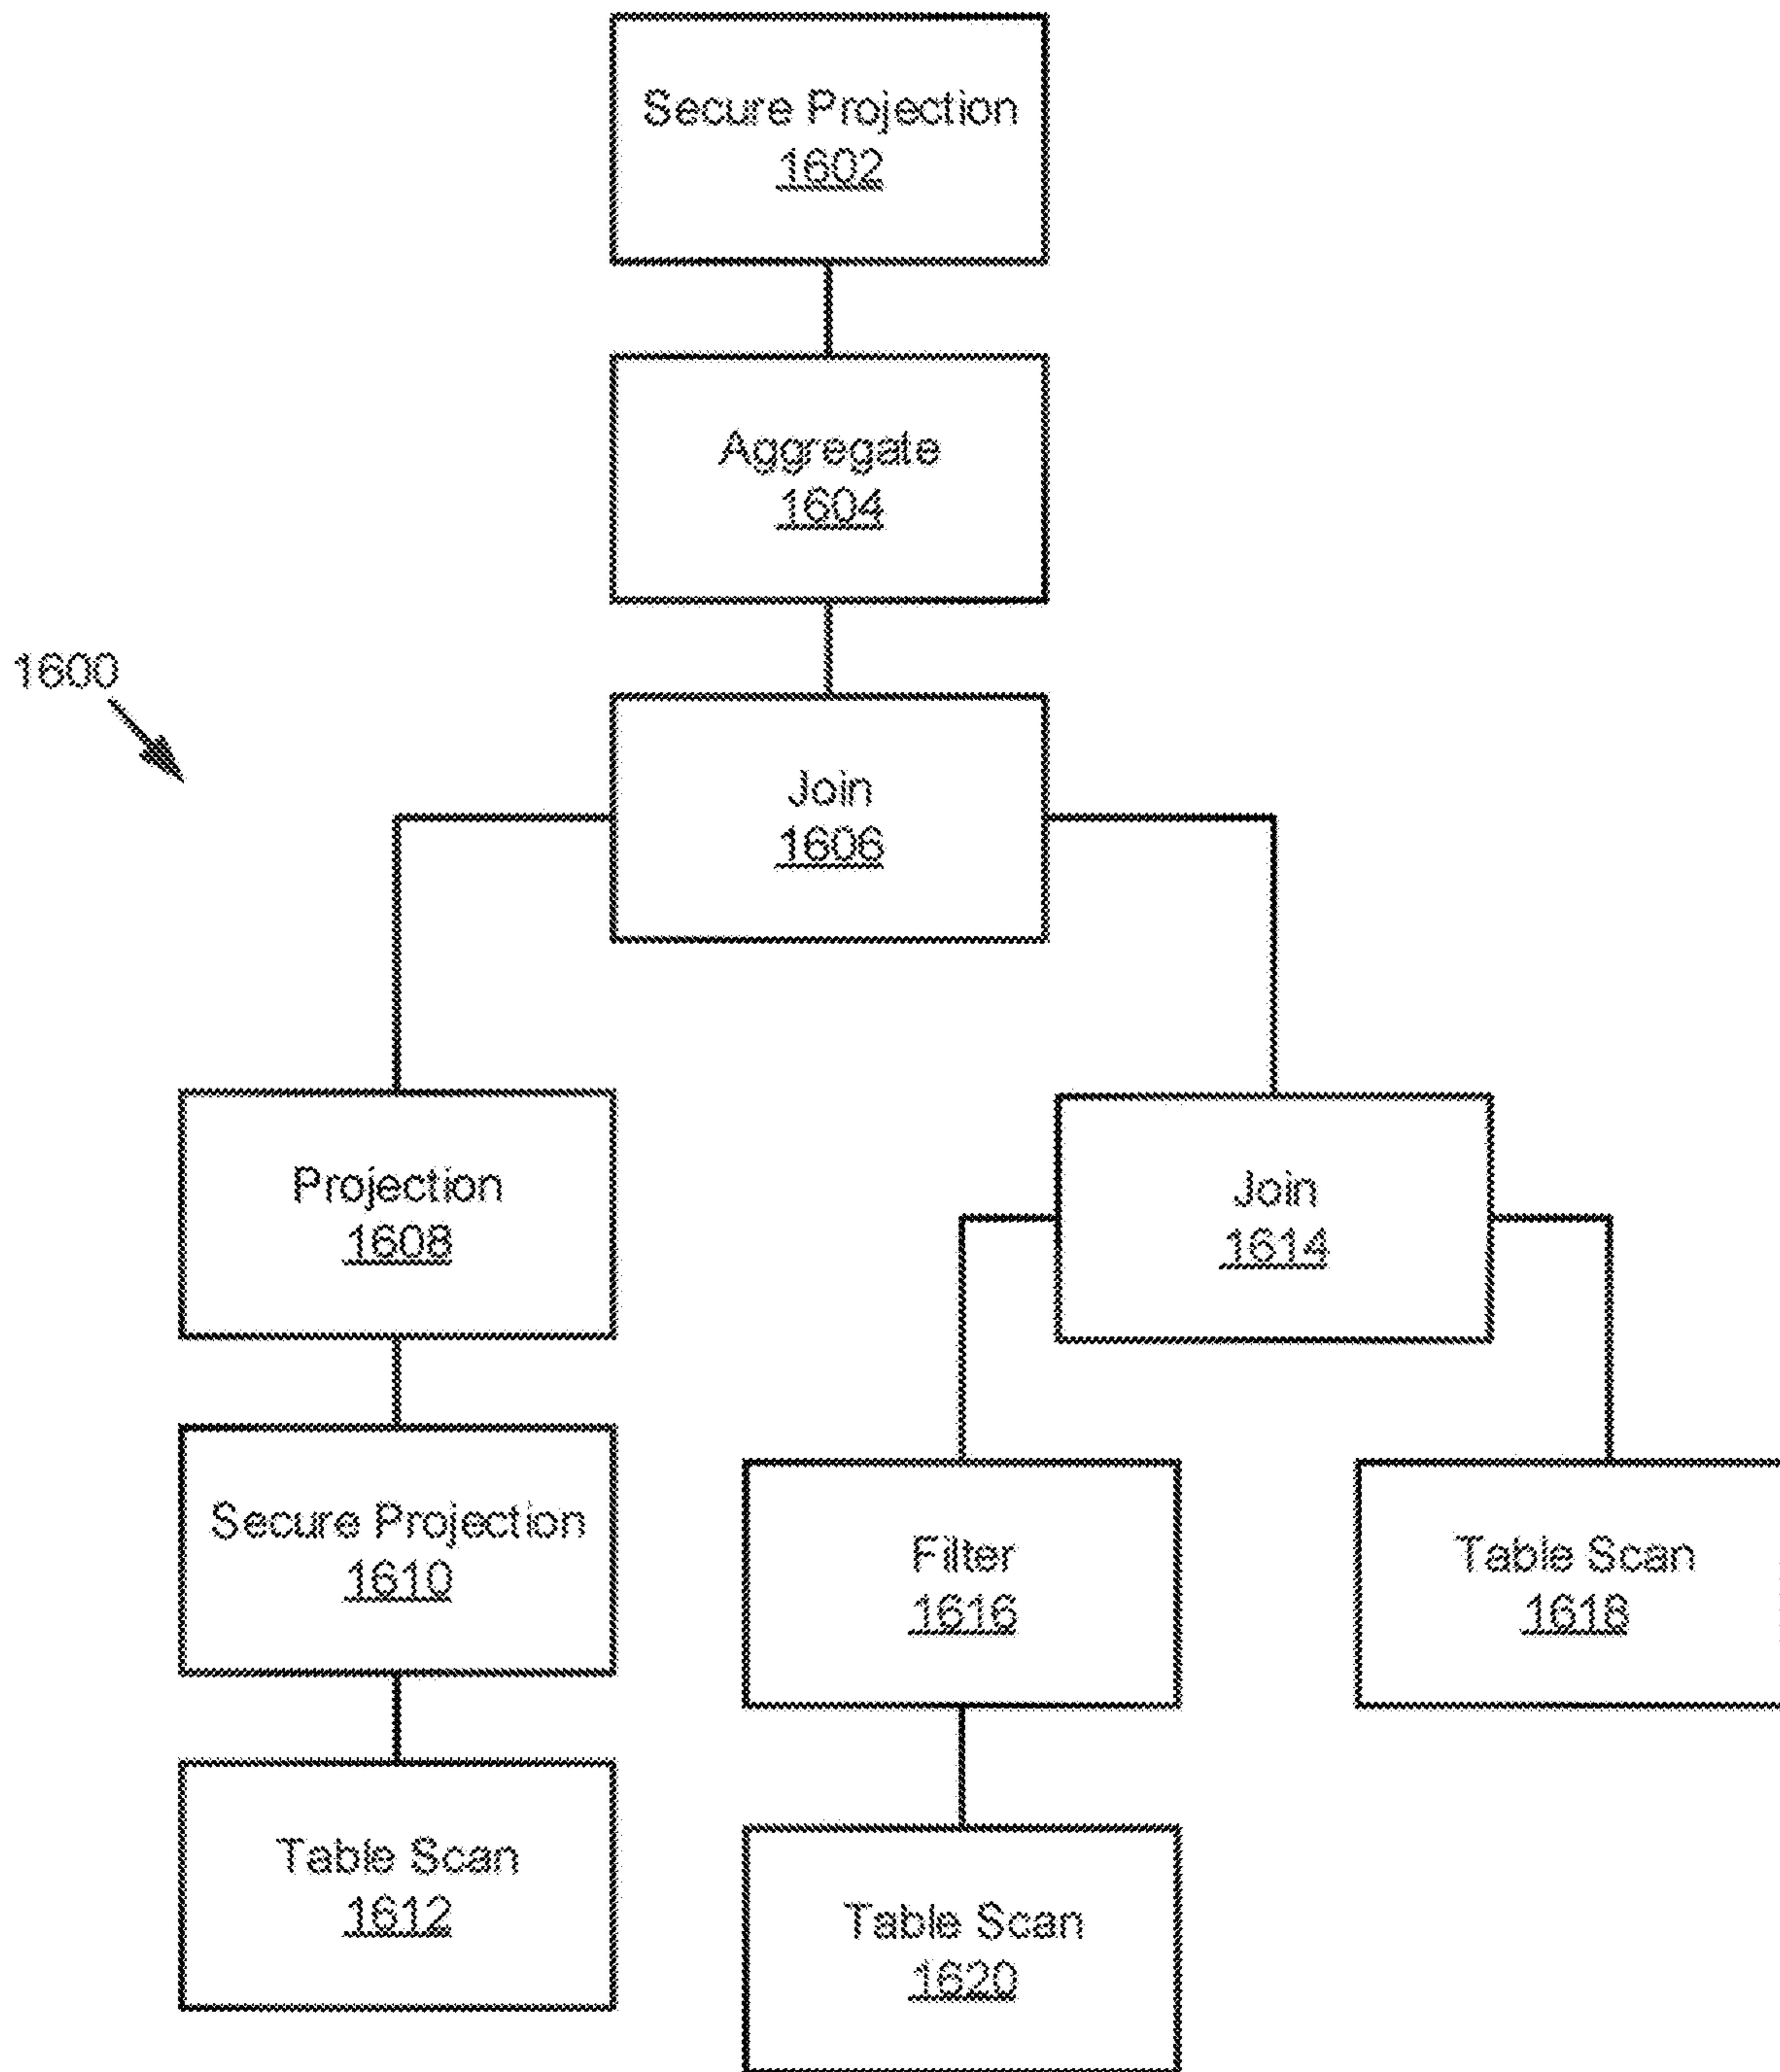 Secure Projection
1602
Aggregate
1604
1600
Join
1606
Projection
1608
Join
1614
Secure Projection
1610
Filter
1616
Table Scan
1618
Table Scan
1612
Table Scan
1620